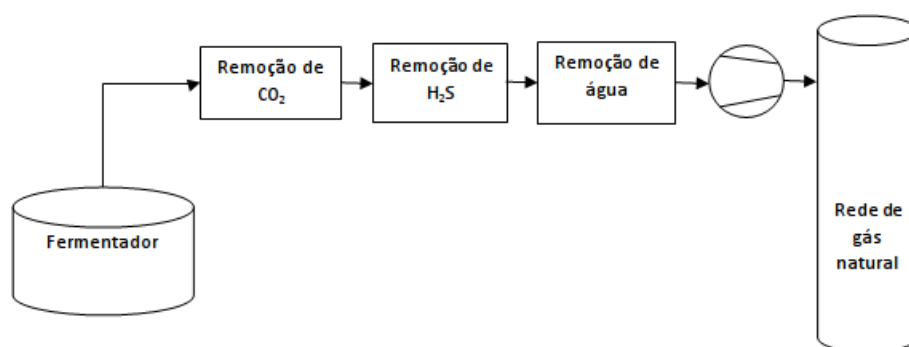 Remoção de
CO₂
Remoção de
H₂S
Remoção de
água
Fermentador
Rede de
gás
natural